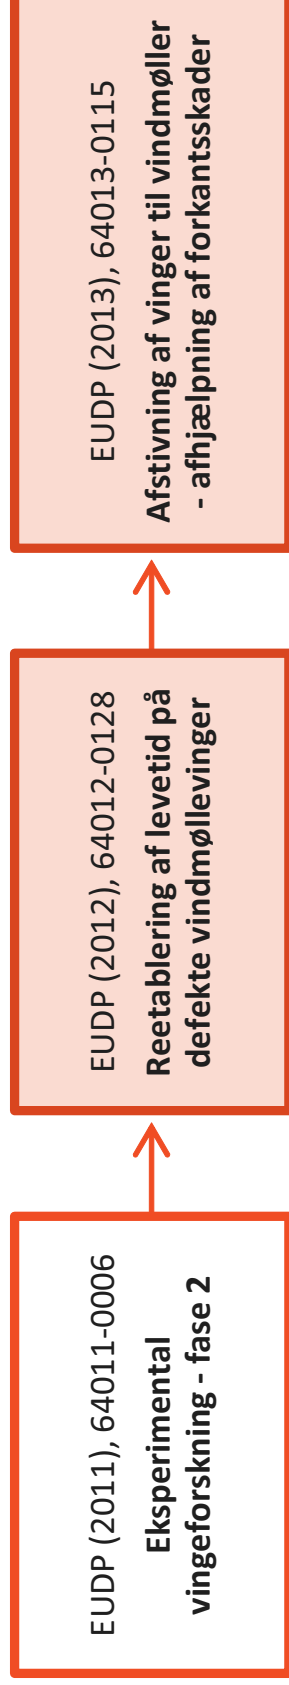 EUDP (2011), 64011-0006
Eksperimental
vingeforskning - fase 2
EUDP (2012), 64012-0128
Reetablering af levetid på
defekte vindmøllevinger
EUDP (2013), 64013-0115
Afstivning af vinger til vindmøller
- afhjælpning af forkantsskader